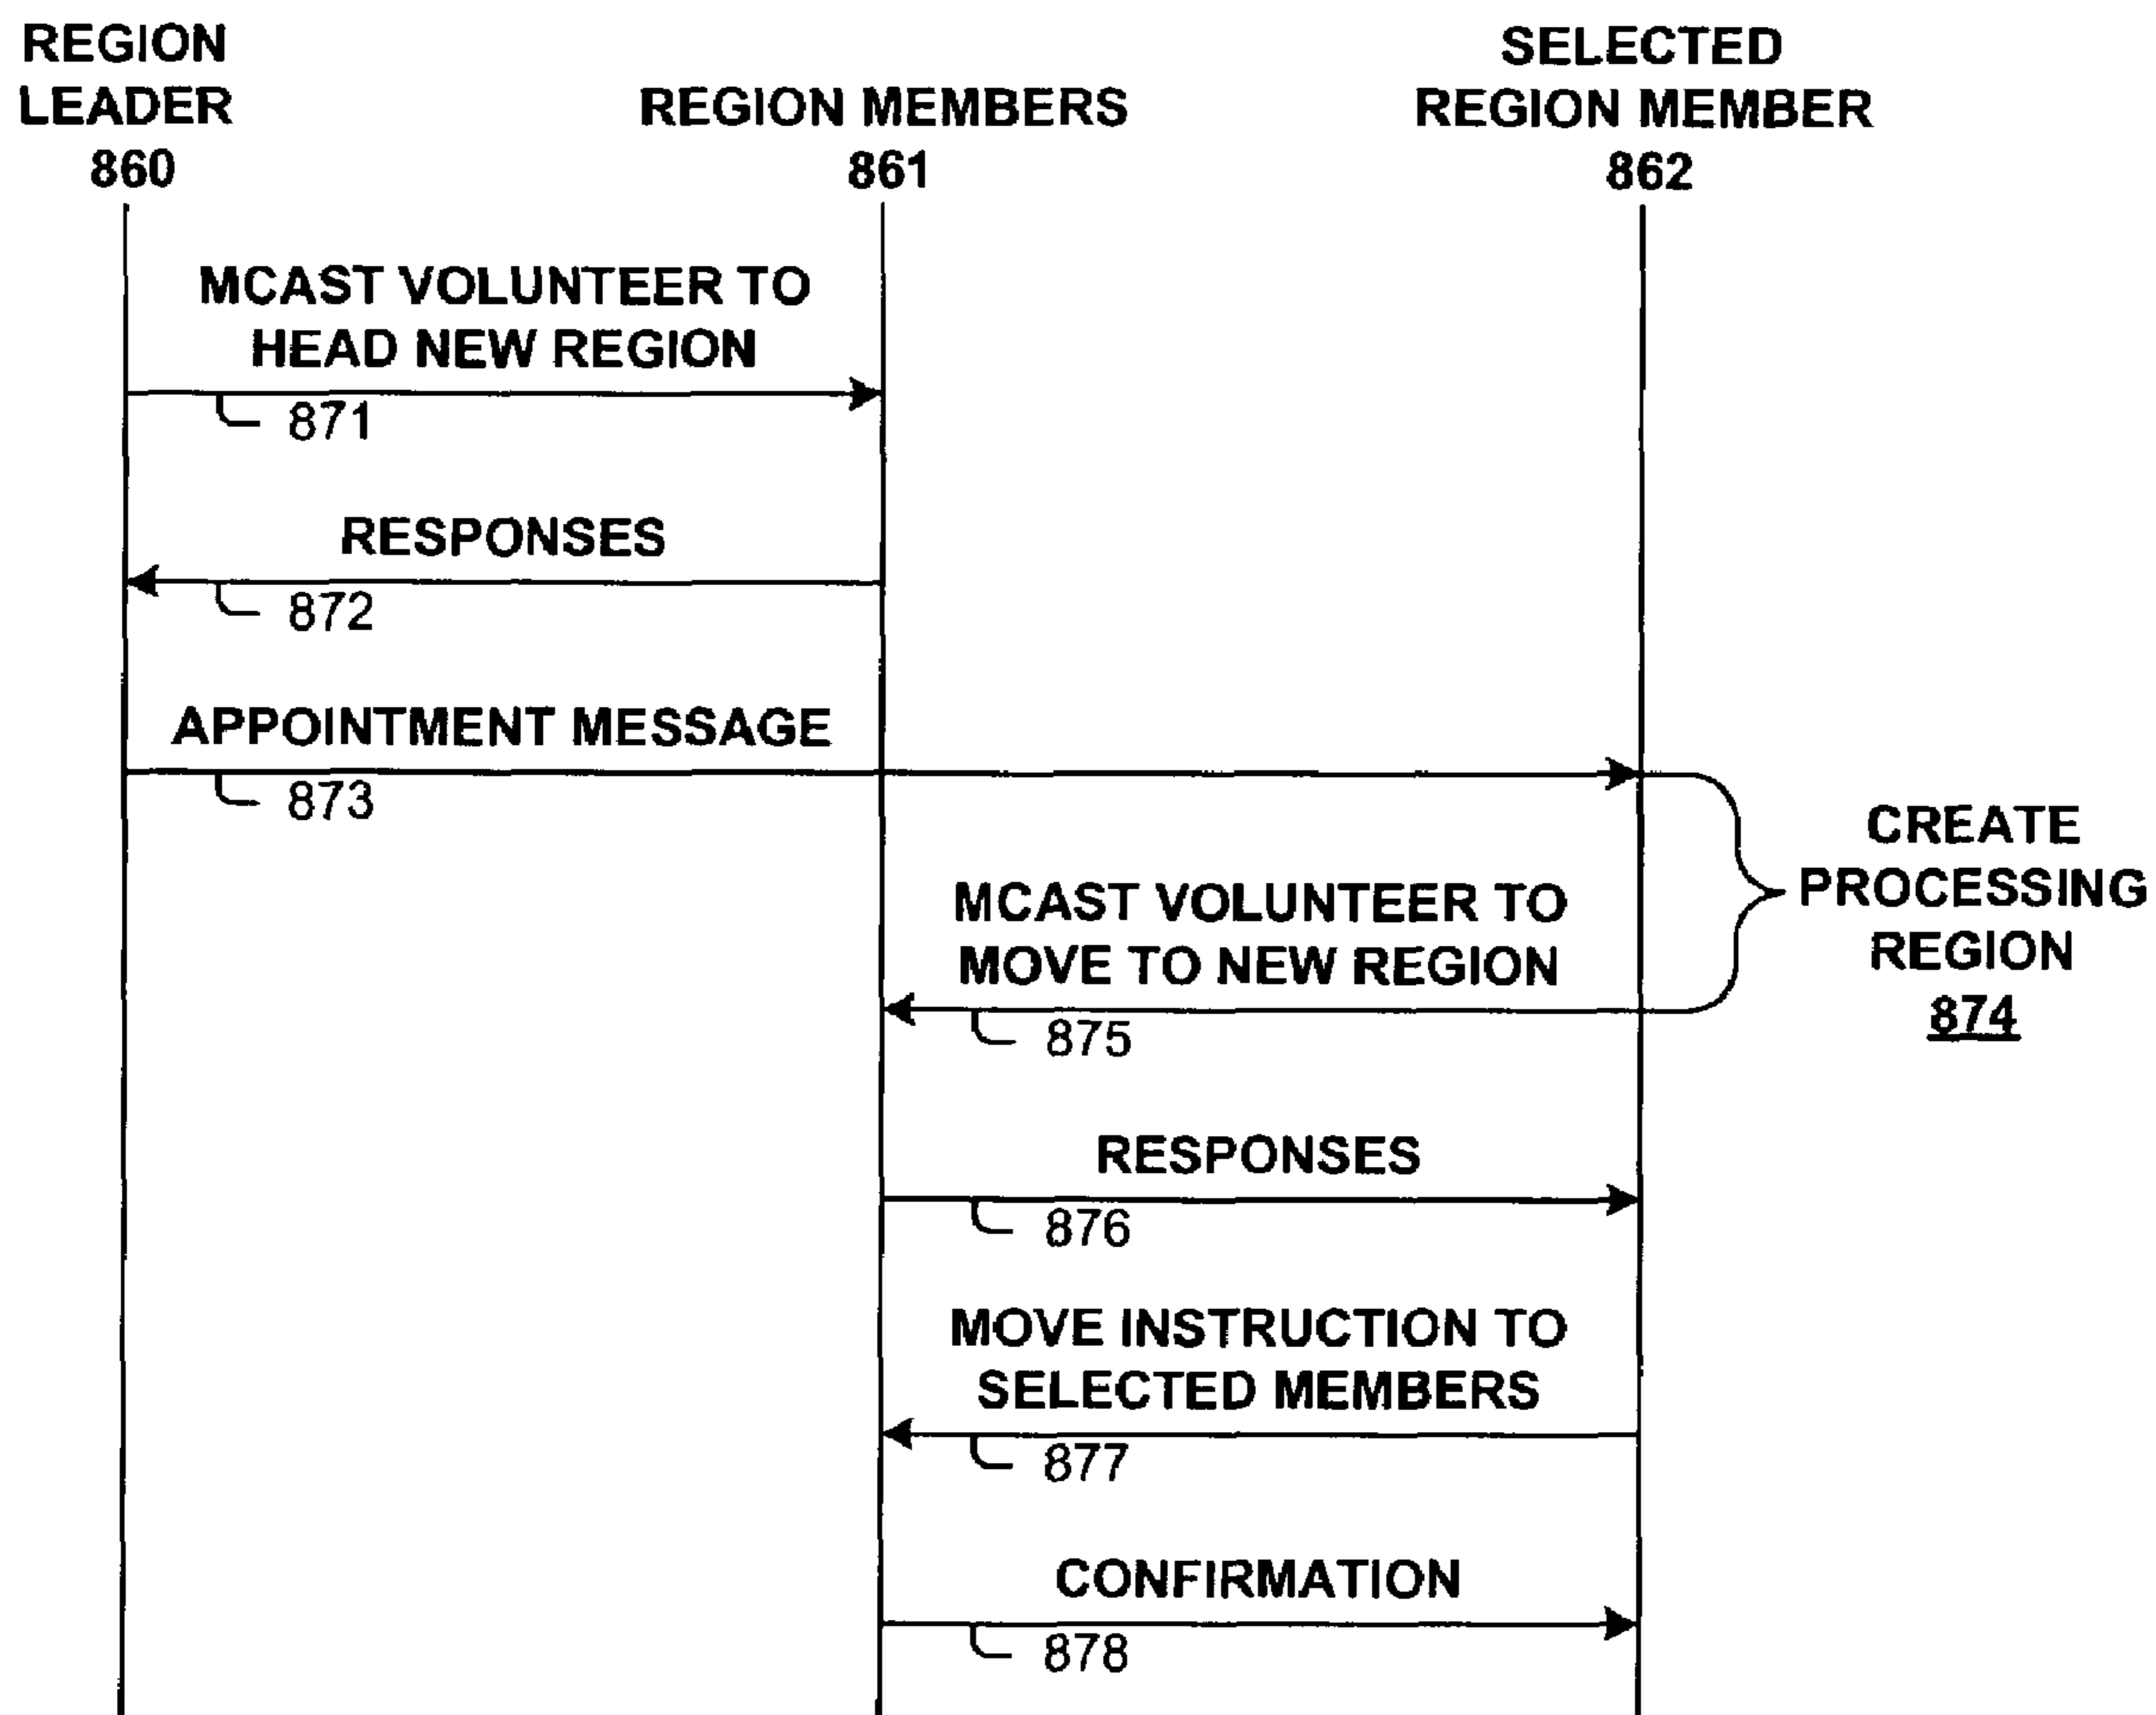 REGION
LEADER
860
REGION MEMBERS
861
SELECTED
REGION MEMBER
862
MCAST VOLUNTEER TO
HEAD NEW REGION
871
RESPONSES
872
APPOINTMENT MESSAGE
873
CREATE
PROCESSING
REGION
874
MCAST VOLUNTEER TO
MOVE TO NEW REGION
875
RESPONSES
876
MOVE INSTRUCTION TO
SELECTED MEMBERS
877
CONFIRMATION
878